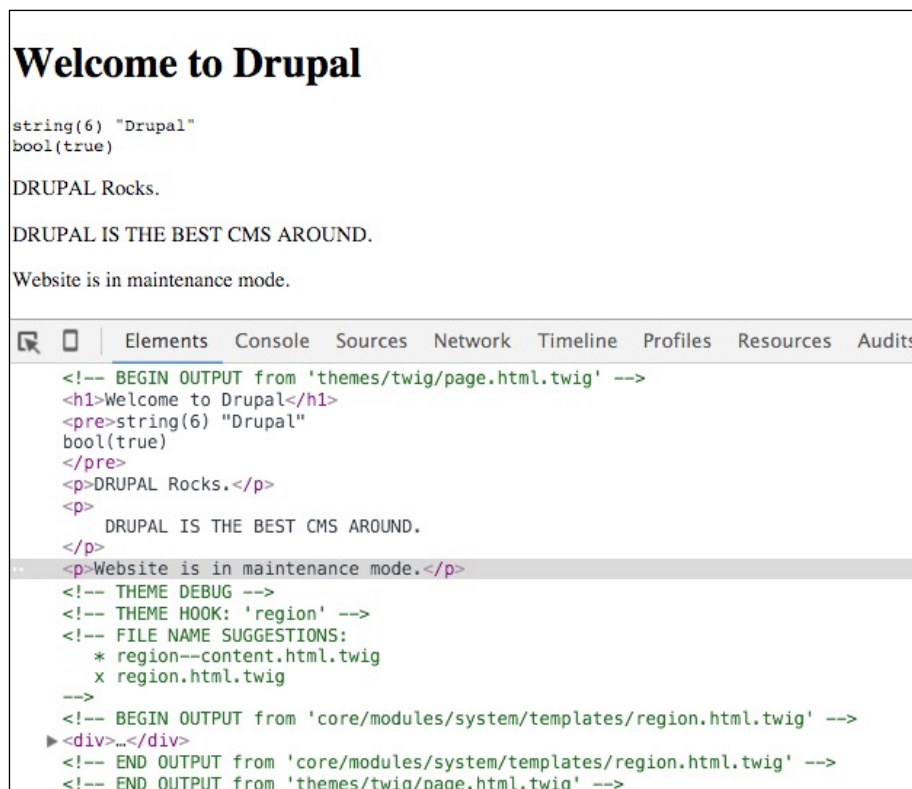 Welcome to Drupal
string(6) "Drupal"
bool(true)
DRUPAL Rocks.
DRUPAL IS THE BEST CMS AROUND.
Website is in maintenance mode.
Elements Console Sources Network Timeline Profiles Resources Audits
<!-- BEGIN OUTPUT from 'themes/twig/page.html.twig' -->
<h1>Welcome to Drupal</h1>
<pre>string(6) "Drupal"
bool(true)
</pre>
<p>DRUPAL Rocks.</p>
<p>
DRUPAL IS THE BEST CMS AROUND.
</p>
<p>Website is in maintenance mode.</p>
<!-- THEME DEBUG -->
<!-- THEME HOOK: 'region' -->
<!-- FILE NAME SUGGESTIONS:
* region--content.html.twig
x region.html.twig
-->
<!-- BEGIN OUTPUT from 'core/modules/system/templates/region.html.twig' -->
<div>…</div>
<!-- END OUTPUT from 'core/modules/system/templates/region.html.twig' -->
<!-- END OUTPUT from 'themes/twig/page.html.twig' -->